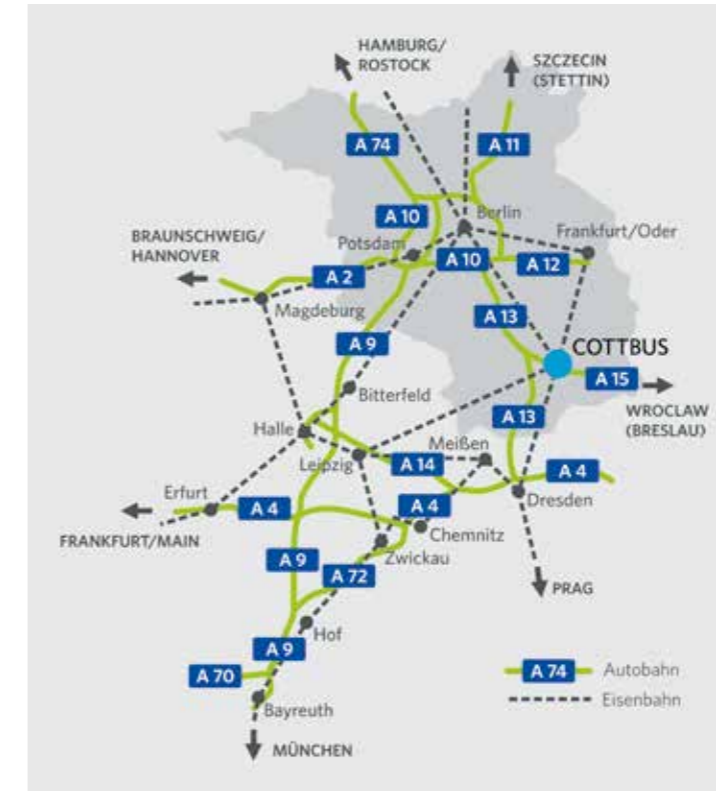 HAMBURG/
ROSTOCK
SZCZECIN
(STETTIN)
A 74
A 11
A 10
Berlin
BRAUNSCHWEIG/
HANNOVER
Potsdam
Frankfurt/Oder
A 10
A 12
A 2
Magdeburg
A 13
A 9
COTTBUS
A 15
Bitterfeld
WROCLAW
(BRESLAU)
A 13
Halle
Meißen
Leipzig
A 14
A 4
Erfurt
Dresden
A 4
A 4
FRANKFURT/MAIN
Chemnitz
Zwickau
A 9
A 72
PRAG
Hof
A 9
A 70
A 74 Autobahn
Eisenbahn
Bayreuth
MÜNCHEN